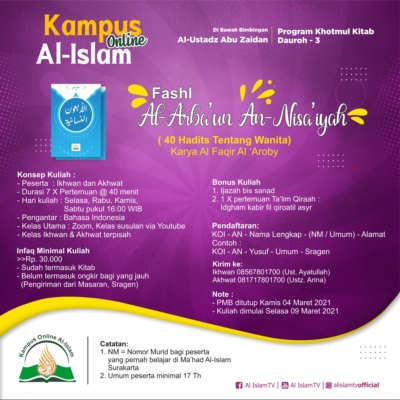 Kampus
Online
Al-Islam
Di Bawah Bimbingan
Al-Ustadz Abu Zaidan
Program Khotmul Kitab
Dauroh - 3
الأربعون
النسائية
Fashl
Al-Arba'un An-Nisa'iyah
( 40 Hadits Tentang Wanita)
Karya Al Faqir Al 'Aroby
Konsep Kuliah :
- Peserta : Ikhwan dan Akhwat
- Durasi 7 X Pertemuan @ 40 menit
- Hari kuliah : Selasa, Rabu, Kamis,
Sabtu pukul 16:00 WIB
- Pengantar : Bahasa Indonesia
- Kelas Utama : Zoom, Kelas susulan via Youtube
- Kelas Ikhwan & Akhwat terpisah
Infaq Minimal Kuliah
>>Rp. 30.000
- Sudah termasuk Kitab
- Belum termasuk ongkir bagi yang jauh
(Pengiriman dari Masaran, Sragen)
Bonus Kuliah
1. Ijazah bis sanad
2. 1 X pertemuan Ta'lim Qiraah :
Idgham kabir fil qiroatil asyr
Pendaftaran:
KOI - AN - Nama Lengkap - (NM / Umum) - Alamat
Contoh :
KOI - AN - Yusuf - Umum - Sragen
Kirim ke:
Ikhwan 08567801700 (Ust. Ayatullah)
Akhwat 081717801700 (Ustz. Arina)
Note :
- PMB ditutup Kamis 04 Maret 2021
- Kuliah dimulai Selasa 09 Maret 2021
Kampus Online Al-Islam
Catatan:
1. NM = Nomor Murid bagi peserta
yang pernah belajar di Ma'had Al-Islam
Surakarta
2. Umum peserta minimal 17 Th
Al IslamTV | Al IslamTV | alislamtvofficial